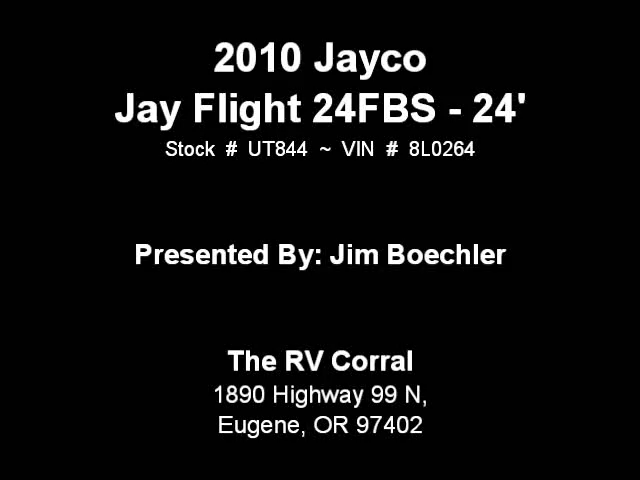 2010 Jayco
Jay Flight 24FBS - 24'
Stock # UT844 ~ VIN # 8L0264
Presented By: Jim Boechler
The RV Corral
1890 Highway 99 N,
Eugene, OR 97402